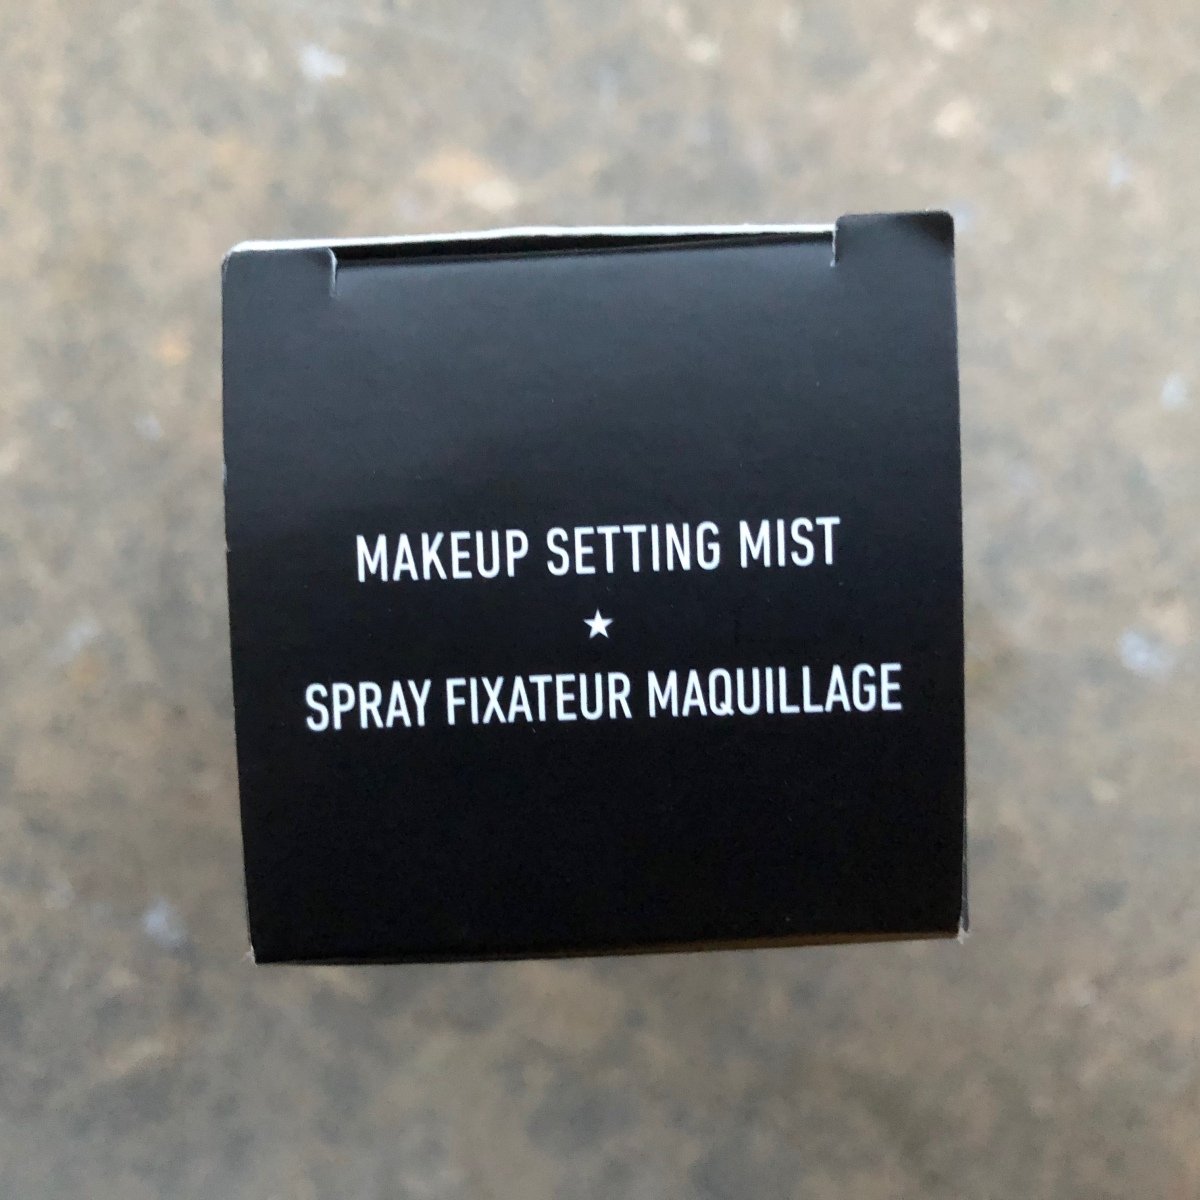 MAKEUP SETTING MIST
SPRAY FIXATEUR MAQUILLAGE